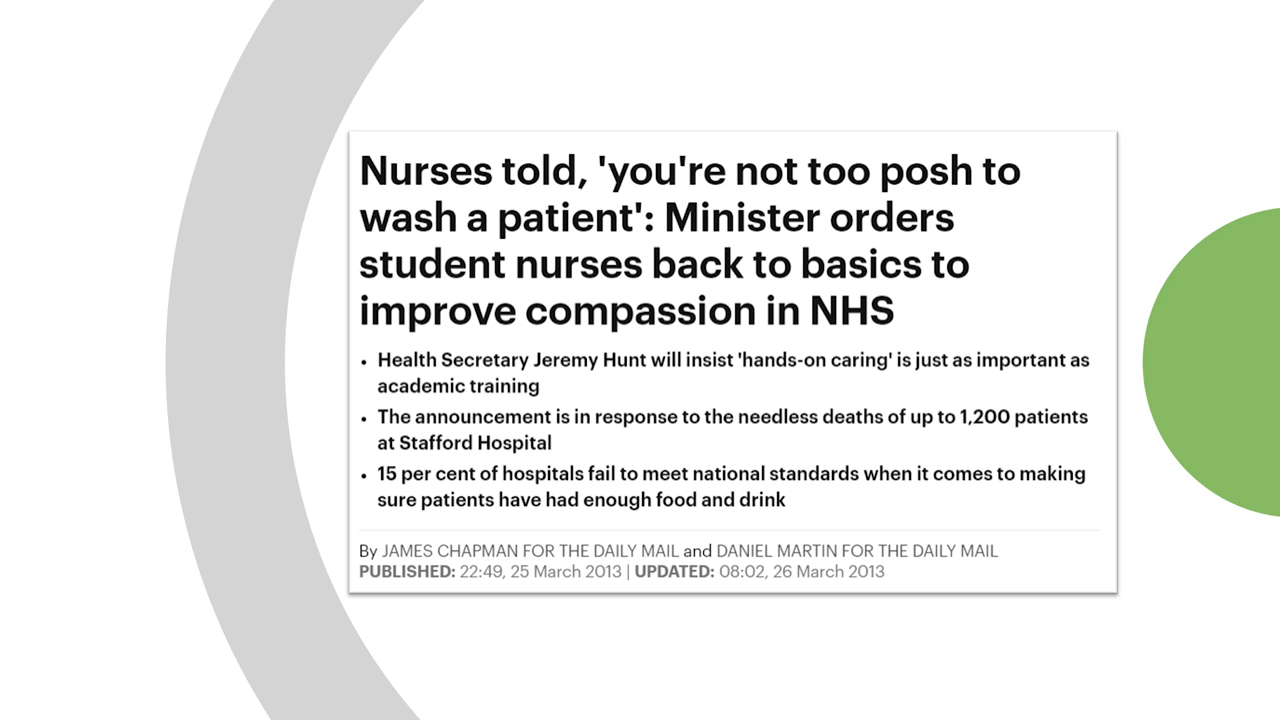 Nurses told, 'you're not too posh to
wash a patient': Minister orders
student nurses back to basics to
improve compassion in NHS
• Health Secretary Jeremy Hunt will insist 'hands-on caring' is just as important as
academic training
• The announcement is in response to the needless deaths of up to 1,200 patients
at Stafford Hospital
• 15 per cent of hospitals fail to meet national standards when it comes to making
sure patients have had enough food and drink
By JAMES CHAPMAN FOR THE DAILY MAIL and DANIEL MARTIN FOR THE DAILY MAIL
PUBLISHED: 22:49, 25 March 2013 | UPDATED: 08:02, 26 March 2013